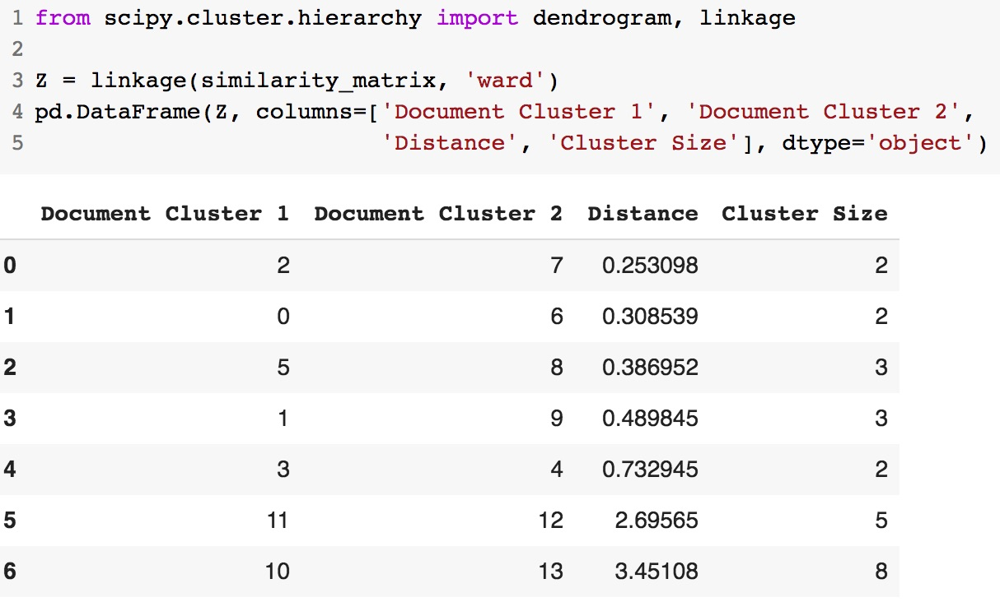 1 from scipy.cluster.hierarchy import dendrogram, linkage
2
3 Z = linkage(similarity_matrix, 'ward')
4 pd.DataFrame(Z, columns=['Document Cluster 1', 'Document Cluster 2',
5                          'Distance', 'Cluster Size'], dtype='object')
Document Cluster 1 Document Cluster 2 Distance Cluster Size
0 2 7 0.253098 2
1 0 6 0.308539 2
2 5 8 0.386952 3
3 1 9 0.489845 3
4 3 4 0.732945 2
5 11 12 2.69565 5
6 10 13 3.45108 8